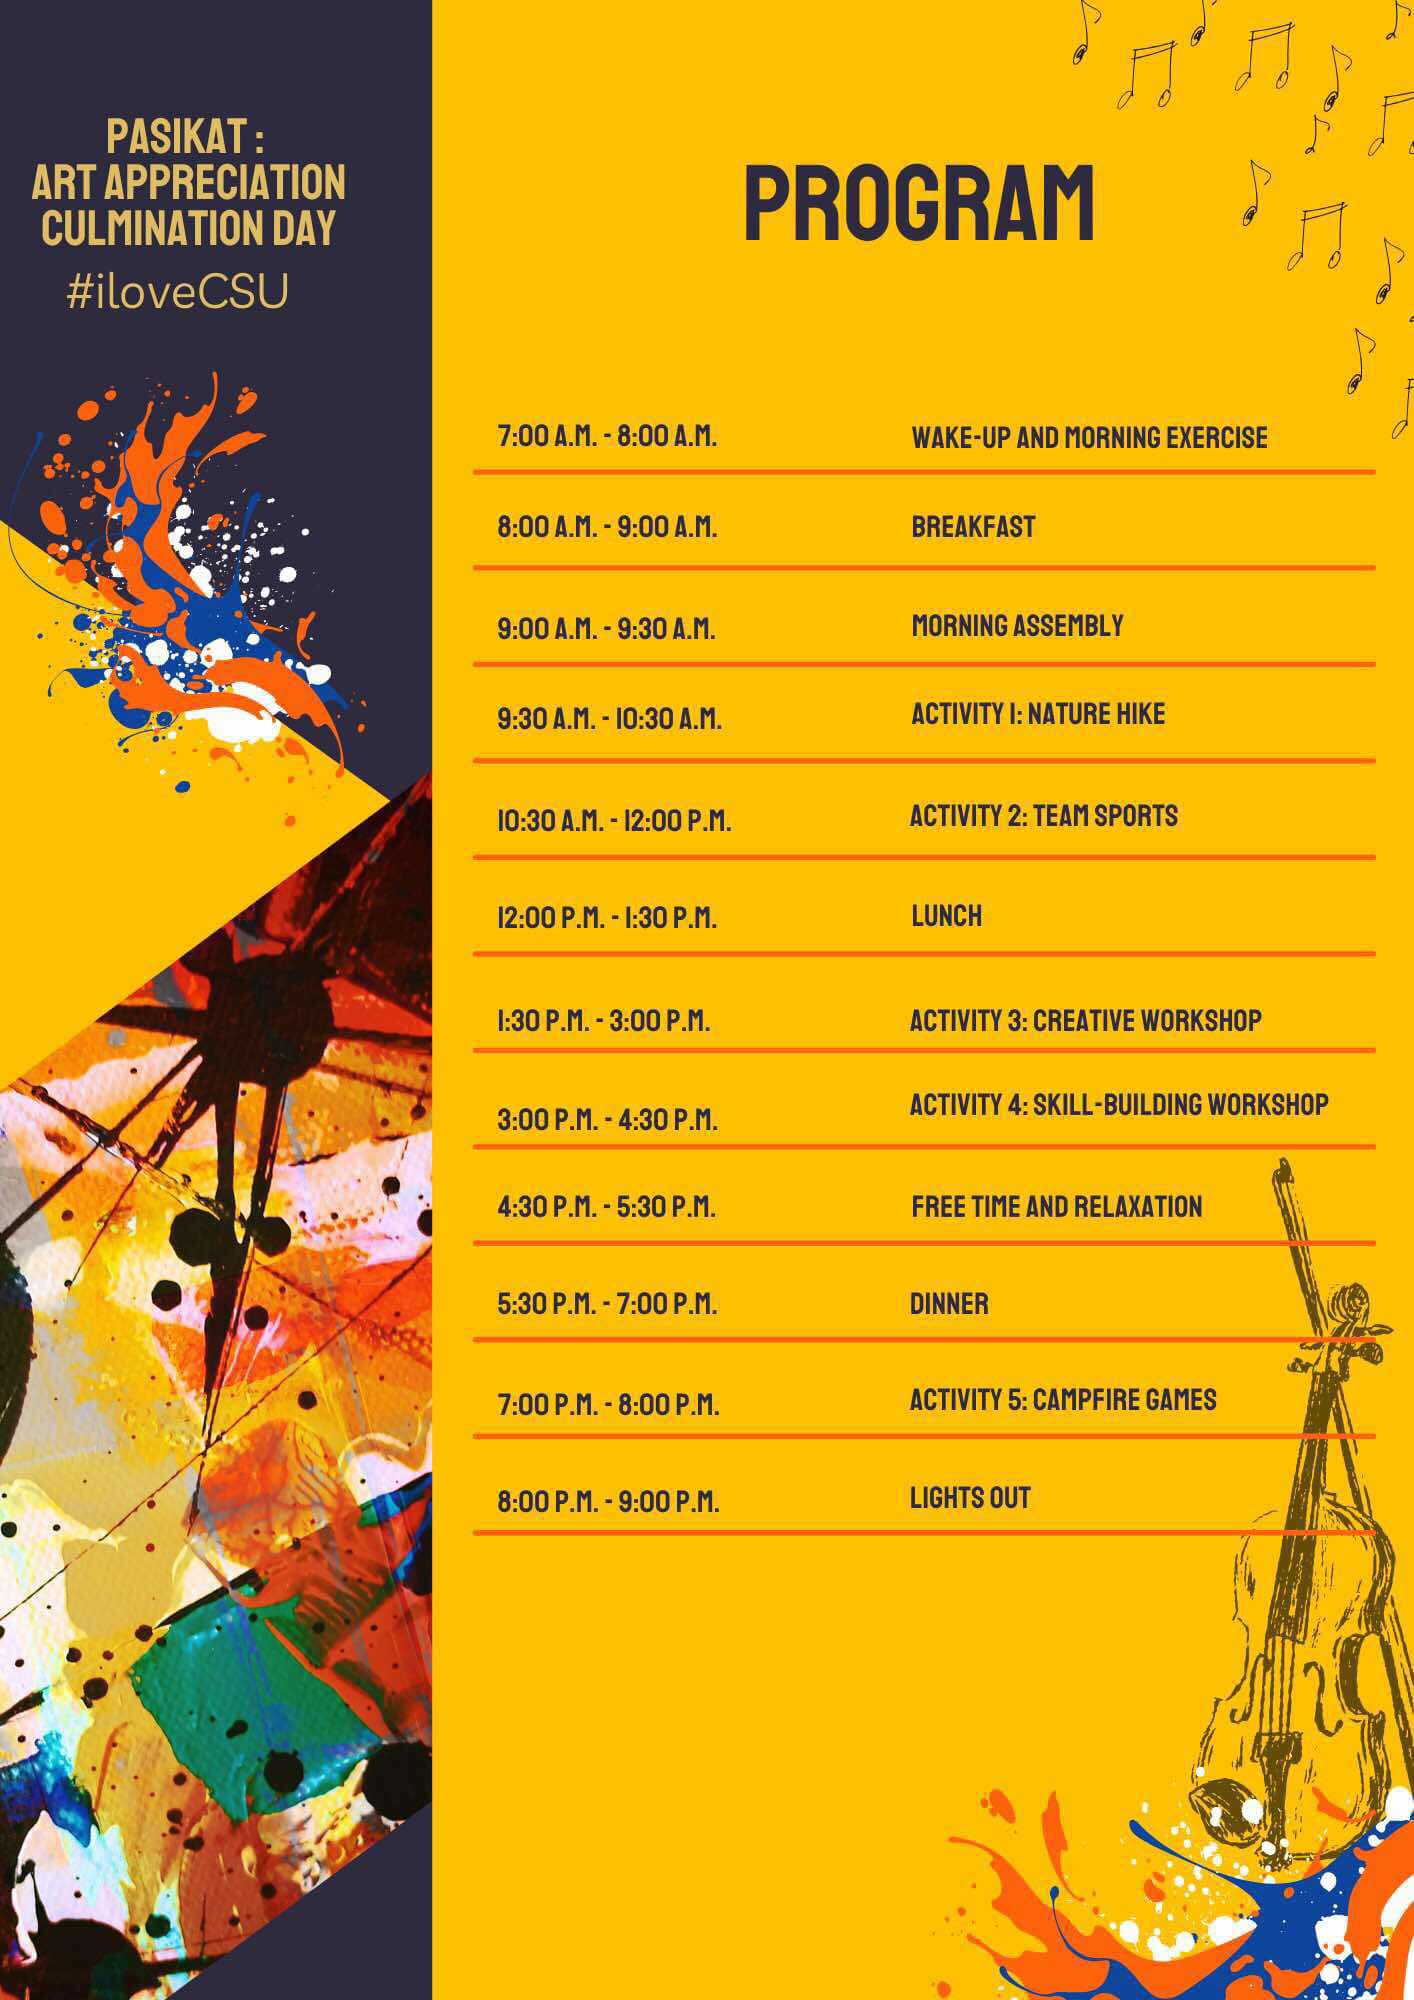 PASIKAT :
ART APPRECIATION
CULMINATION DAY
#iloveCSU
PROGRAM
7:00 A.M. - 8:00 A.M. WAKE-UP AND MORNING EXERCISE
8:00 A.M. - 9:00 A.M. BREAKFAST
9:00 A.M. - 9:30 A.M. MORNING ASSEMBLY
9:30 A.M. - 10:30 A.M. ACTIVITY 1: NATURE HIKE
10:30 A.M. - 12:00 P.M. ACTIVITY 2: TEAM SPORTS
12:00 P.M. - 1:30 P.M. LUNCH
1:30 P.M. - 3:00 P.M. ACTIVITY 3: CREATIVE WORKSHOP
3:00 P.M. - 4:30 P.M. ACTIVITY 4: SKILL-BUILDING WORKSHOP
4:30 P.M. - 5:30 P.M. FREE TIME AND RELAXATION
5:30 P.M. - 7:00 P.M. DINNER
7:00 P.M. - 8:00 P.M. ACTIVITY 5: CAMPFIRE GAMES
8:00 P.M. - 9:00 P.M. LIGHTS OUT